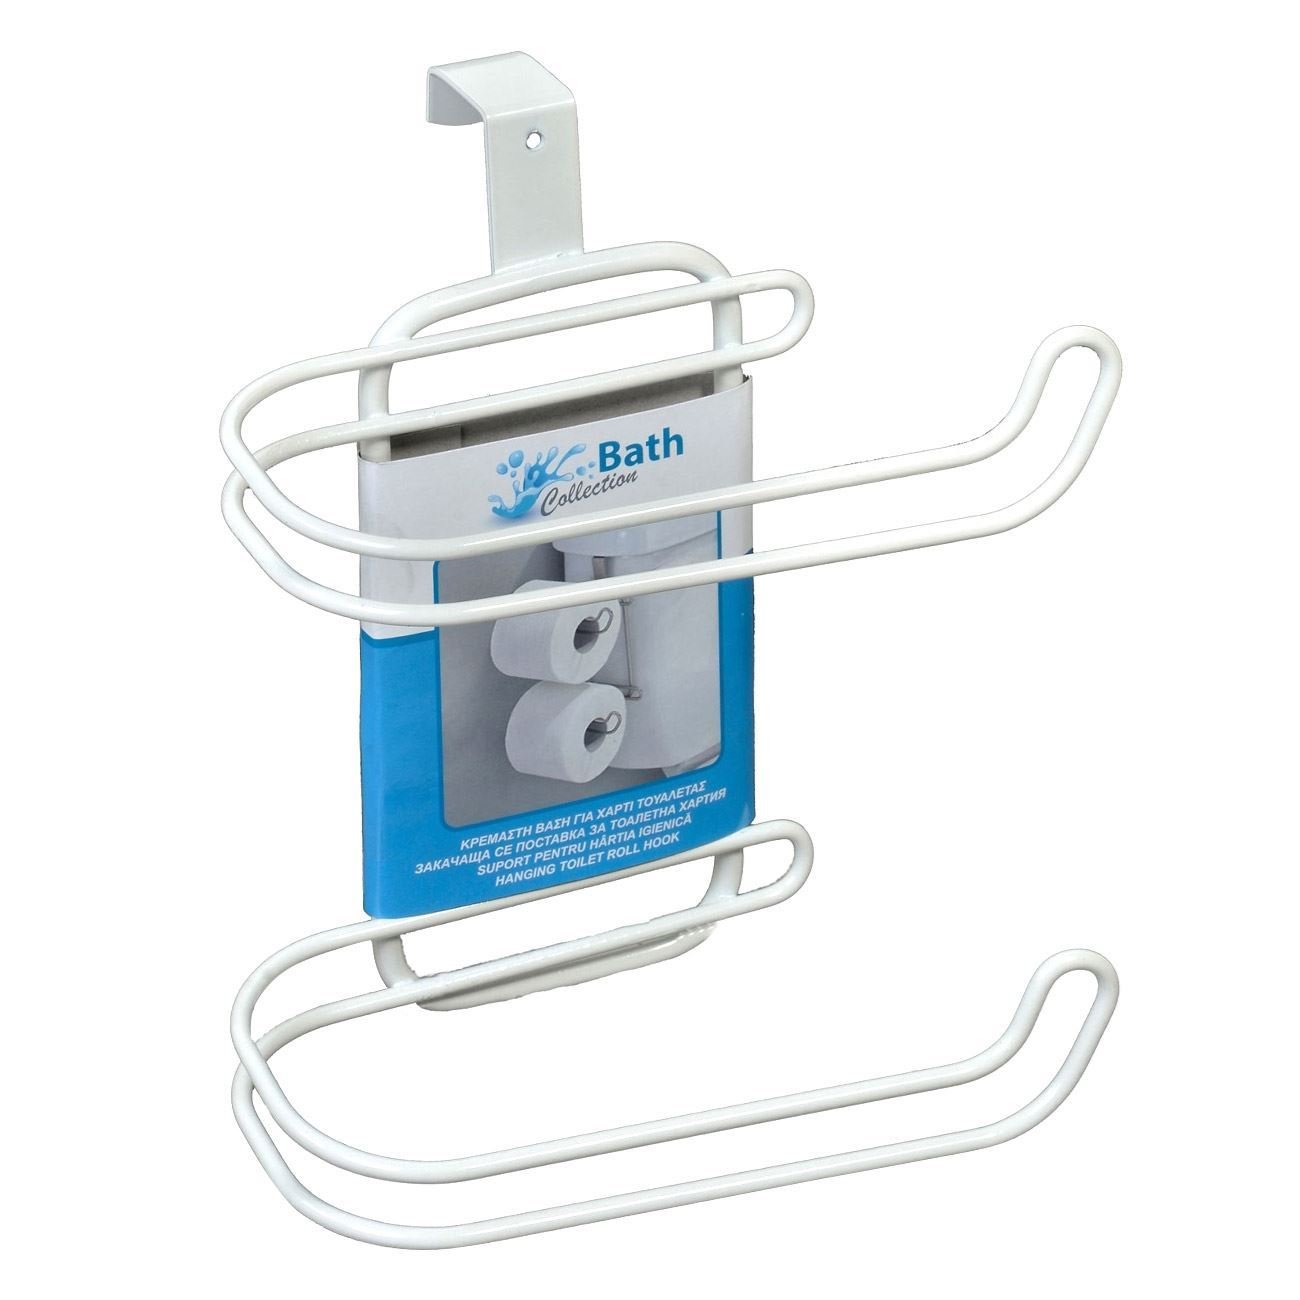 Bath
Collection
ΚΡΕΜΑΣΤΗ ΒΑΣΗ ΓΙΑ ΧΑΡΤΙ ΤΟΥΑΛΕΤΑΣ
ЗАКАЧАЩА СЕ ПОСТАВКА ЗА ТОАЛЕТНА ХАРТИЯ
SUPORT PENTRU HÂRTIA IGIENICĂ
HANGING TOILET ROLL HOOK